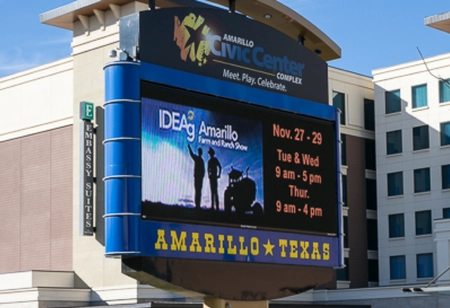 AMARILLO
Civic Center
COMPLEX
Meet. Play. Celebrate.
IDEAg Amarillo
Farm and Ranch Show
Nov. 27 - 29
Tue & Wed
9 am - 5 pm
Thur.
9 am - 4 pm
AMARILLO★TEXAS
E
EMBASSY SUITES